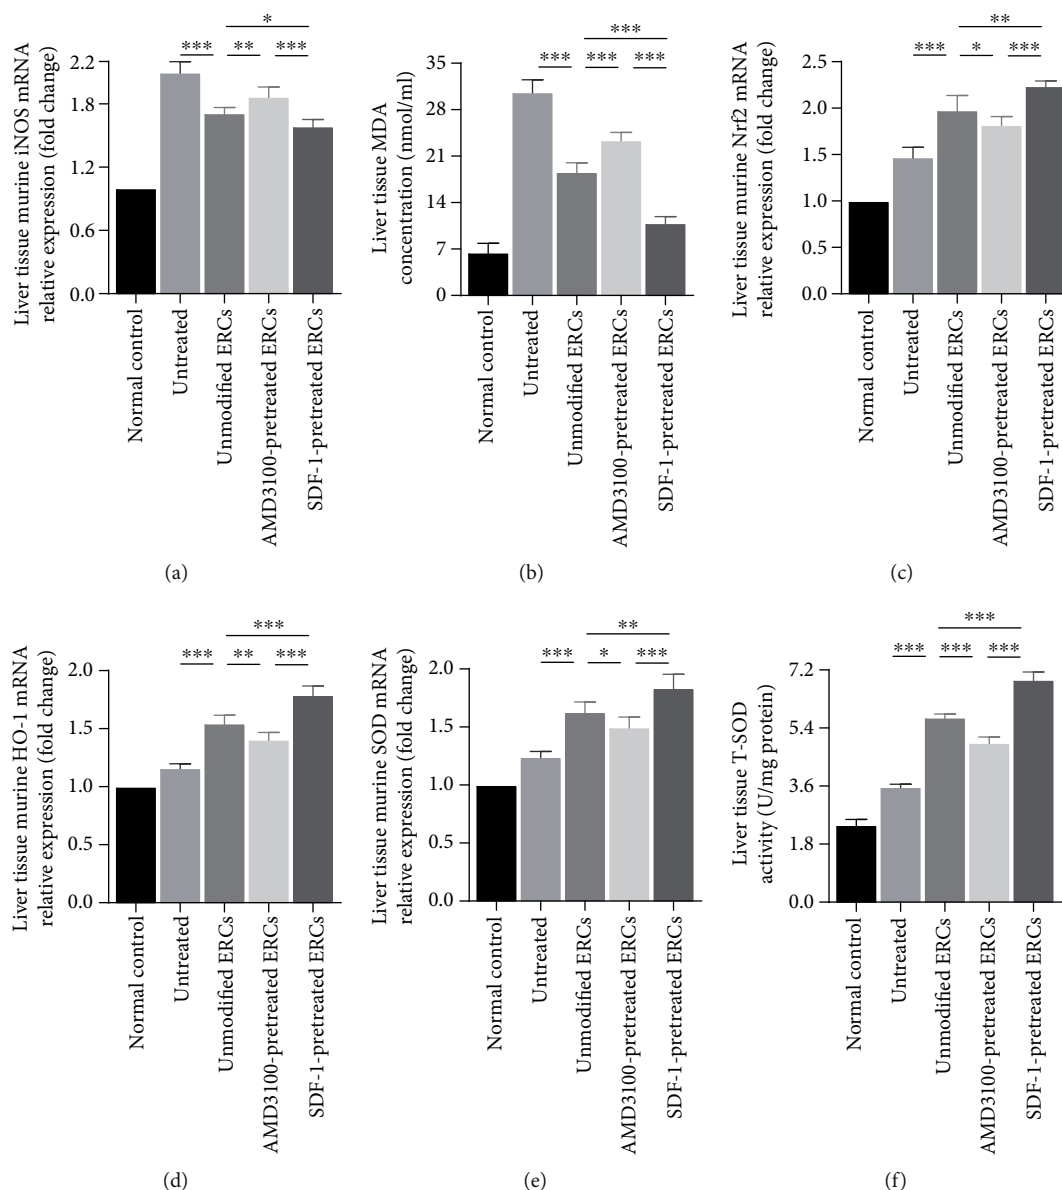 Liver tissue murine iNOS mRNA
relative expression (fold change)
2.2
1.8
1.2
0.6
0.0
***
**
***
*
Normal control
Untreated
Unmodified ERCs
AMD3100-pretreated ERCs
SDF-1-pretreated ERCs
(a)
Liver tissue MDA
concentration (nmol/ml)
35
28
21
14
7
0
***
***
***
***
Normal control
Untreated
Unmodified ERCs
AMD3100-pretreated ERCs
SDF-1-pretreated ERCs
(b)
Liver tissue murine Nrf2 mRNA
relative expression (fold change)
2.5
2.0
1.5
1.0
0.5
0.0
***
*
***
**
Normal control
Untreated
Unmodified ERCs
AMD3100-pretreated ERCs
SDF-1-pretreated ERCs
(c)
Liver tissue murine HO-1 mRNA
relative expression (fold change)
2.0
1.5
1.0
0.5
0.0
***
**
***
***
Normal control
Untreated
Unmodified ERCs
AMD3100-pretreated ERCs
SDF-1-pretreated ERCs
(d)
Liver tissue murine SOD mRNA
relative expression (fold change)
2.0
1.5
1.0
0.5
0.0
***
*
***
**
Normal control
Untreated
Unmodified ERCs
AMD3100-pretreated ERCs
SDF-1-pretreated ERCs
(e)
Liver tissue T-SOD
activity (U/mg protein)
7.2
5.4
3.6
1.8
0.0
***
***
***
***
Normal control
Untreated
Unmodified ERCs
AMD3100-pretreated ERCs
SDF-1-pretreated ERCs
(f)